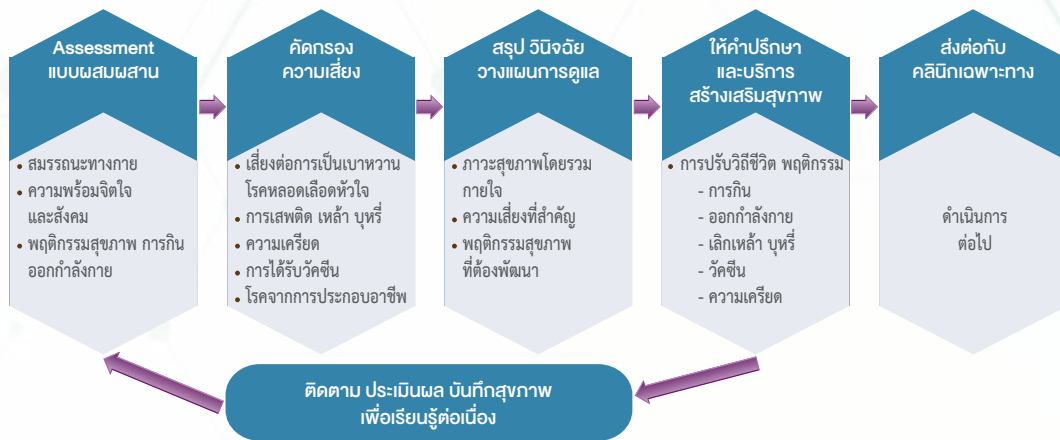 Assessment
แบบผสมผสาน
• สมรรถนะทางกาย
• ความพร้อมจิตใจ
และสังคม
• พฤติกรรมสุขภาพ การกิน
ออกกำลังกาย
คัดกรอง
ความเสี่ยง
• เสี่ยงต่อการเป็นเบาหวาน
โรคหลอดเลือดหัวใจ
• การเสพติด เหล้า บุหรี่
• ความเครียด
• การได้รับวัคซีน
• โรคจากการประกอบอาชีพ
สรุป วินิจฉัย
วางแผนการดูแล
• ภาวะสุขภาพโดยรวม
กายใจ
• ความเสี่ยงที่สำคัญ
• พฤติกรรมสุขภาพ
ที่ต้องพัฒนา
ให้คำปรึกษา
และบริการ
สร้างเสริมสุขภาพ
• การปรับวิถีชีวิต พฤติกรรม
- การกิน
- ออกกำลังกาย
- เลิกเหล้า บุหรี่
- วัคซีน
- ความเครียด
ส่งต่อกับ
คลินิกเฉพาะทาง
ดำเนินการ
ต่อไป
ติดตาม ประเมินผล บันทึกสุขภาพ
เพื่อเรียนรู้ต่อเนื่อง